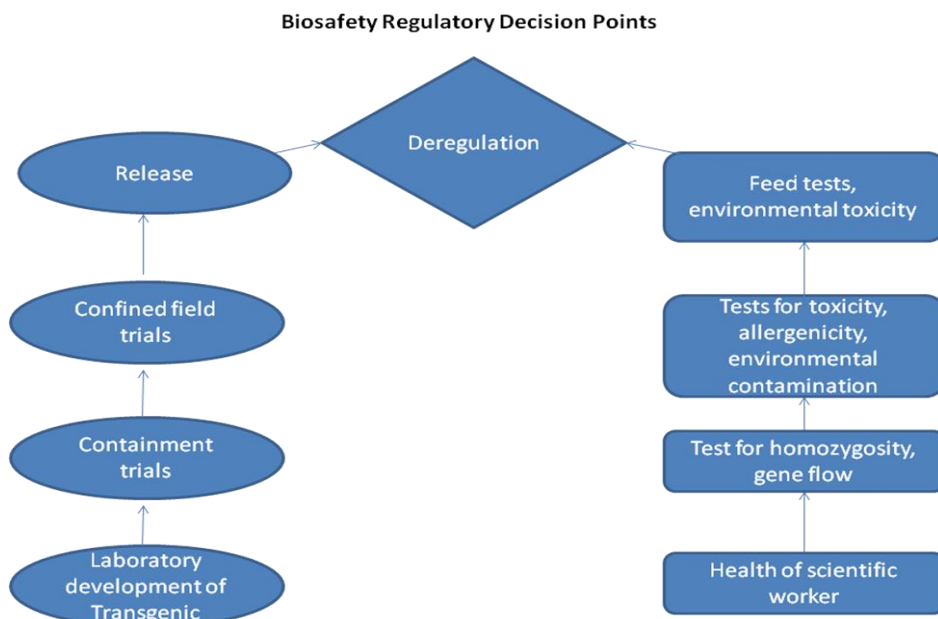 Biosafety Regulatory Decision Points
Deregulation
Release
Feed tests,
environmental toxicity
Confined field
trials
Tests for toxicity,
allergenicity,
environmental
contamination
Containment
trials
Test for homozygosity,
gene flow
Laboratory
development of
Transgenic
Health of scientific
worker